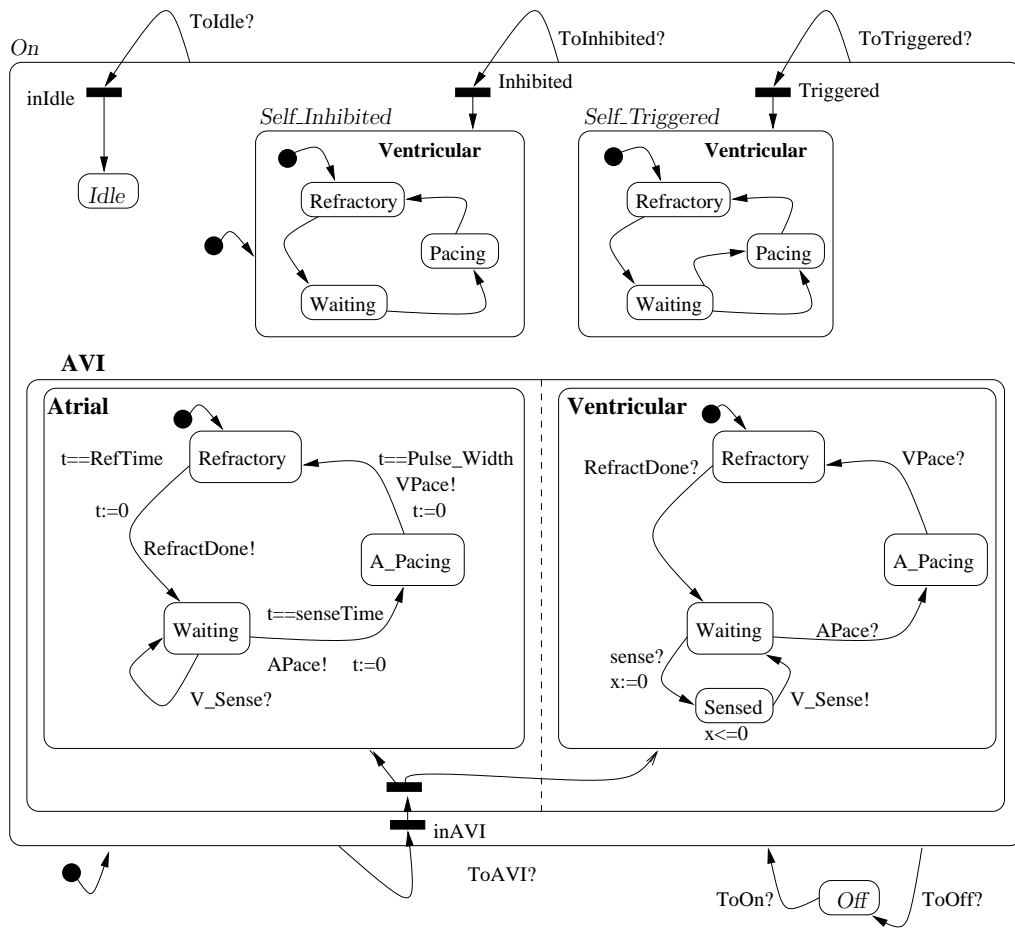 ToIdle?
ToInhibited?
ToTriggered?
On
inIdle
Inhibited
Triggered
Self_Inhibited
Self_Triggered
Ventricular
Ventricular
Idle
Refractory
Refractory
Pacing
Pacing
Waiting
Waiting
AVI
Atrial
Ventricular
t==RefTime
Refractory
t==Pulse_Width
RefractDone?
Refractory
VPace?
VPace!
t:=0
t:=0
RefractDone!
A_Pacing
A_Pacing
t==senseTime
Waiting
Waiting
APace?
APace!
t:=0
sense?
x:=0
V_Sense?
Sensed
V_Sense!
x<=0
inAVI
ToAVI?
ToOn?
Off
ToOff?